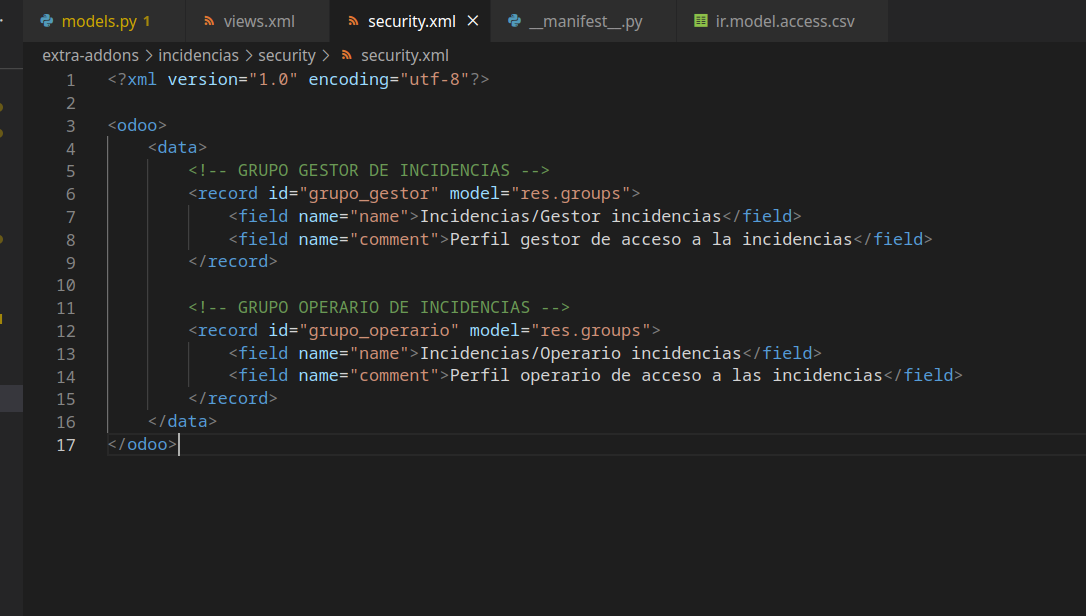 models.py 1 views.xml security.xml __manifest__.py ir.model.access.csv
extra-addons > incidencias > security > security.xml
1 <?xml version="1.0" encoding="utf-8"?>
2
3 <odoo>
4     <data>
5         <!-- GRUPO GESTOR DE INCIDENCIAS -->
6         <record id="grupo_gestor" model="res.groups">
7             <field name="name">Incidencias/Gestor incidencias</field>
8             <field name="comment">Perfil gestor de acceso a la incidencias</field>
9         </record>
10
11         <!-- GRUPO OPERARIO DE INCIDENCIAS -->
12         <record id="grupo_operario" model="res.groups">
13             <field name="name">Incidencias/Operario incidencias</field>
14             <field name="comment">Perfil operario de acceso a las incidencias</field>
15         </record>
16     </data>
17 </odoo>